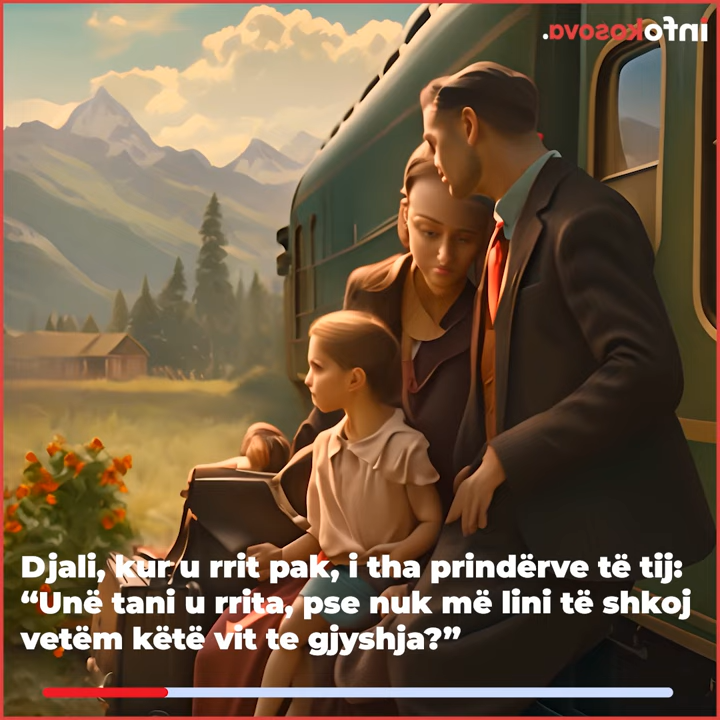 infokosova.
Djali, kur u rrit pak, i tha prindërve të tij:
“Unë tani u rrita, pse nuk më lini të shkoj
vetëm këtë vit te gjyshja?”